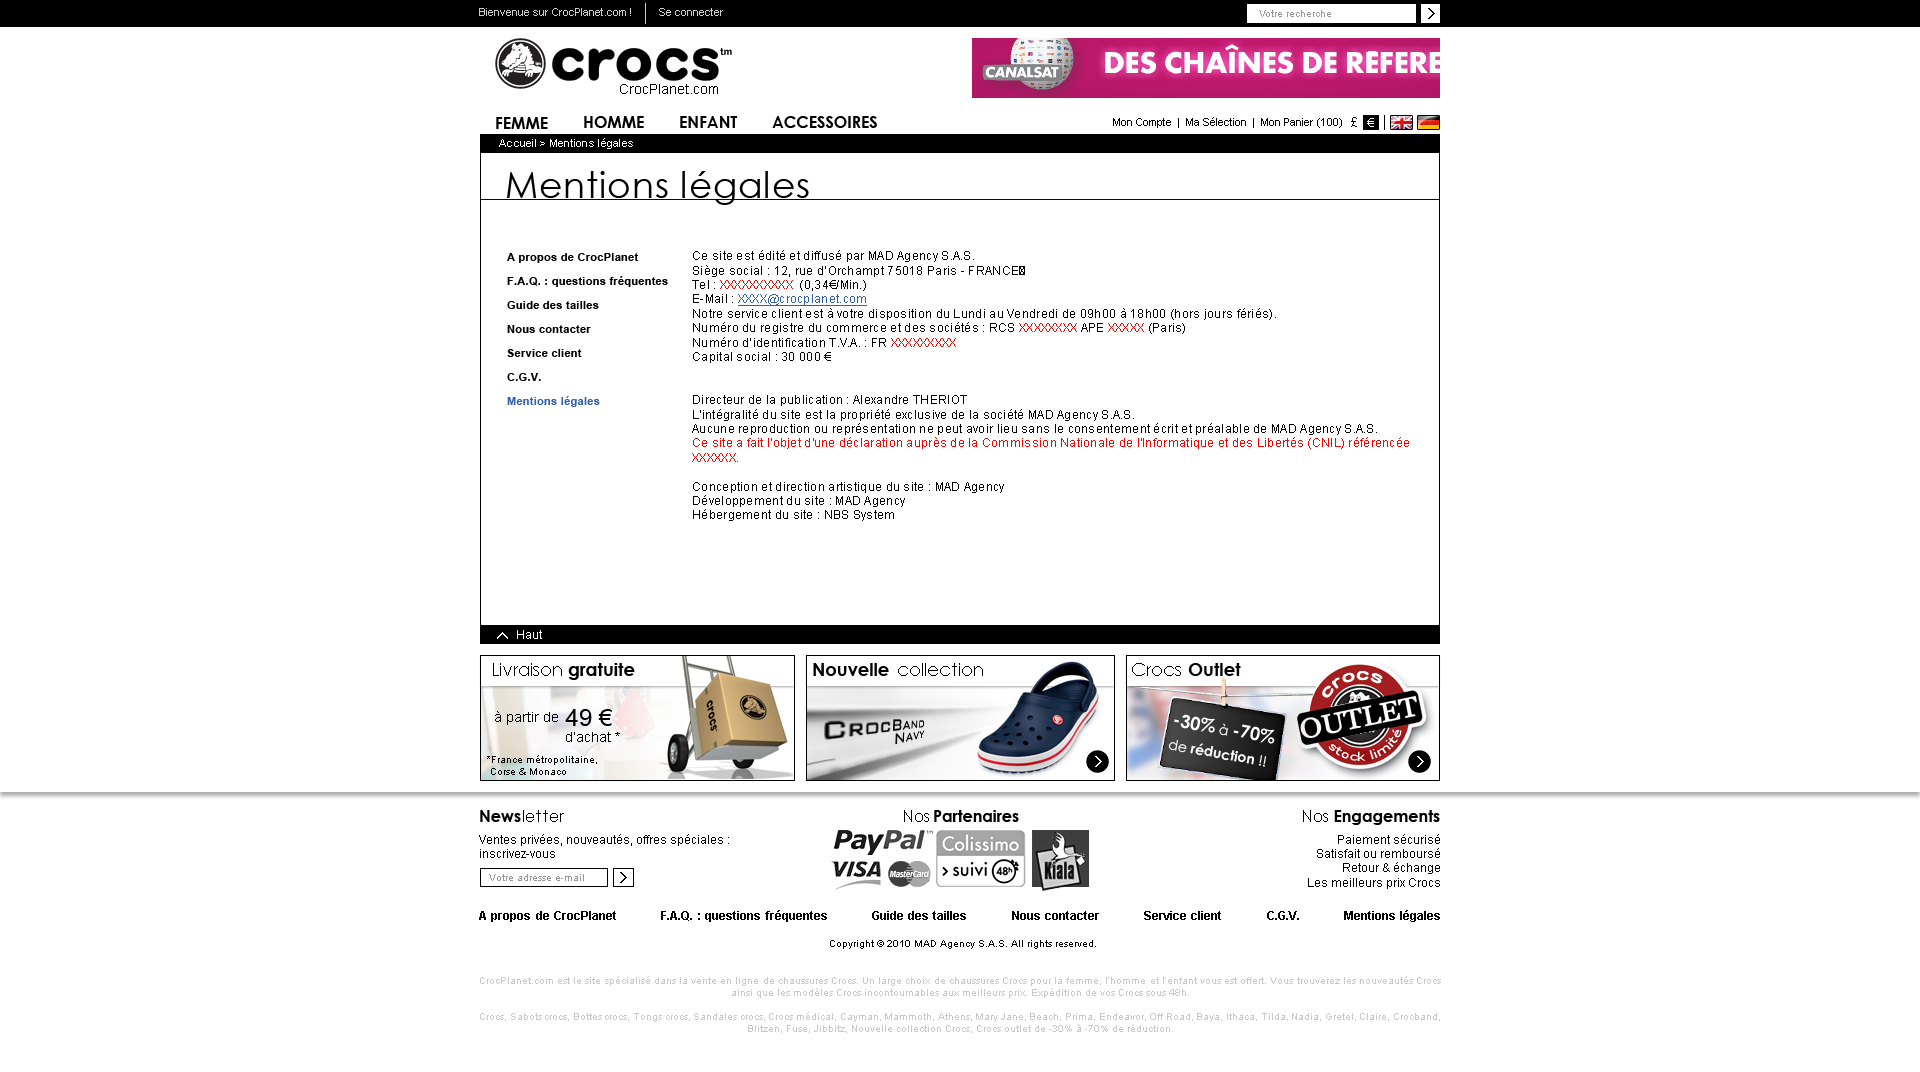 Bienvenue sur CrocPlanet.com !
Se connecter
Votre recherche
crocs™
CrocPlanet.com
CANALSAT
DES CHAÎNES DE RÉFÉRE
FEMME
HOMME
ENFANT
ACCESSOIRES
Mon Compte | Ma Sélection | Mon Panier (100) £ €
Accueil > Mentions légales
Mentions légales
A propos de CrocPlanet
F.A.Q. : questions fréquentes
Guide des tailles
Nous contacter
Service client
C.G.V.
Mentions légales
Ce site est édité et diffusé par MAD Agency S.A.S.
Siège social : 12, rue d'Orchampt 75018 Paris - FRANCE
Tel : XXXXXXXXXX (0,34€/Min.)
E-Mail : XXXX@crocplanet.com
Notre service client est à votre disposition du Lundi au Vendredi de 09h00 à 18h00 (hors jours fériés).
Numéro du registre du commerce et des sociétés : RCS XXXXXXXX APE XXXXX (Paris)
Numéro d'identification T.V.A. : FR XXXXXXXXX
Capital social : 30 000 €
Directeur de la publication : Alexandre THERIOT
L'intégralité du site est la propriété exclusive de la société MAD Agency S.A.S.
Aucune reproduction ou représentation ne peut avoir lieu sans le consentement écrit et préalable de MAD Agency S.A.S.
Ce site a fait l'objet d'une déclaration auprès de la Commission Nationale de l'Informatique et des Libertés (CNIL) référencée
XXXXXX.
Conception et direction artistique du site : MAD Agency
Développement du site : MAD Agency
Hébergement du site : NBS System
Haut
Livraison gratuite
à partir de 49 €
d'achat *
*France métropolitaine,
Corse & Monaco
crocs
Nouvelle collection
CROCBAND
NAVY
Crocs Outlet
-30% à -70%
de réduction !!
crocs
OUTLET
stock limité
Newsletter
Ventes privées, nouveautés, offres spéciales :
inscrivez-vous
Votre adresse e-mail
Nos Partenaires
PayPal™
VISA
MasterCard
Colissimo
suivi 48h
Kiala
Nos Engagements
Paiement sécurisé
Satisfait ou remboursé
Retour & échange
Les meilleurs prix Crocs
A propos de CrocPlanet
F.A.Q. : questions fréquentes
Guide des tailles
Nous contacter
Service client
C.G.V.
Mentions légales
Copyright © 2010 MAD Agency S.A.S. All rights reserved.
CrocPlanet.com est le site spécialisé dans la vente en ligne de chaussures Crocs. Un large choix de chaussures Crocs pour la femme, l'homme et l'enfant vous est offert. Vous trouverez les nouveautés Crocs
ainsi que les modèles Crocs incontournables aux meilleurs prix. Expédition de vos Crocs sous 48h.
Crocs, Sabots crocs, Bottes crocs, Tongs crocs, Sandales crocs, Crocs médical, Cayman, Mammoth, Athens, Mary Jane, Beach, Prima, Endeavor, Off Road, Baya, Ithaca, Tilda, Nadia, Gretel, Claire, Crocband,
Blitzen, Fuse, Jibbitz, Nouvelle collection Crocs, Crocs outlet de -30% à -70% de réduction.